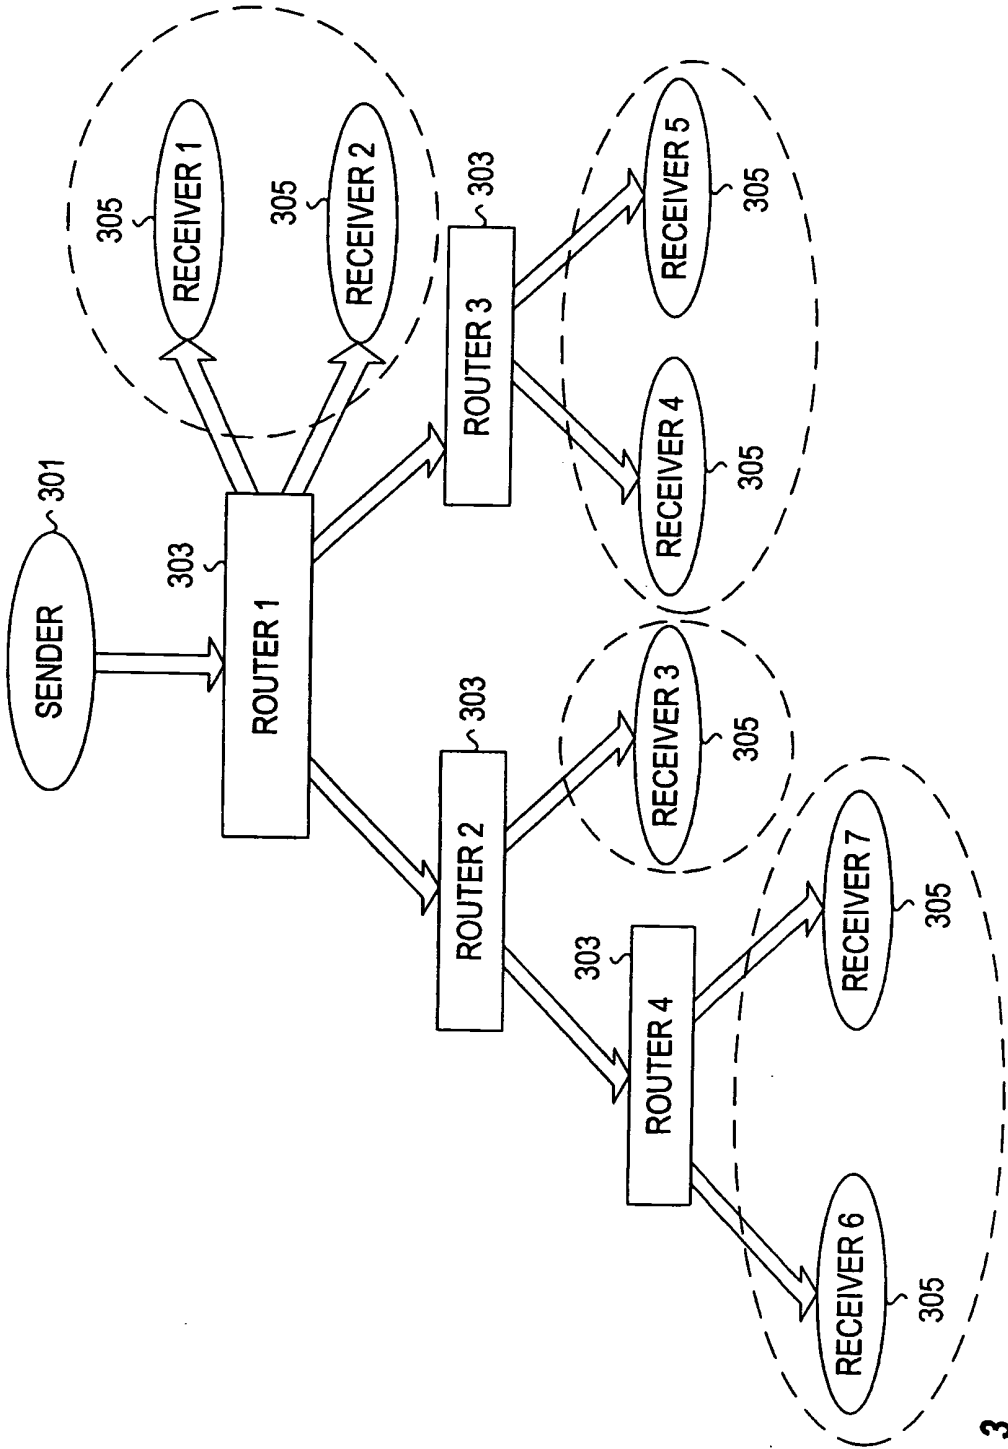 SENDER
301
303
ROUTER 1
305
RECEIVER 1
305
RECEIVER 2
303
ROUTER 2
303
ROUTER 3
RECEIVER 3
305
RECEIVER 4
305
RECEIVER 5
305
303
ROUTER 4
RECEIVER 6
305
RECEIVER 7
305
3